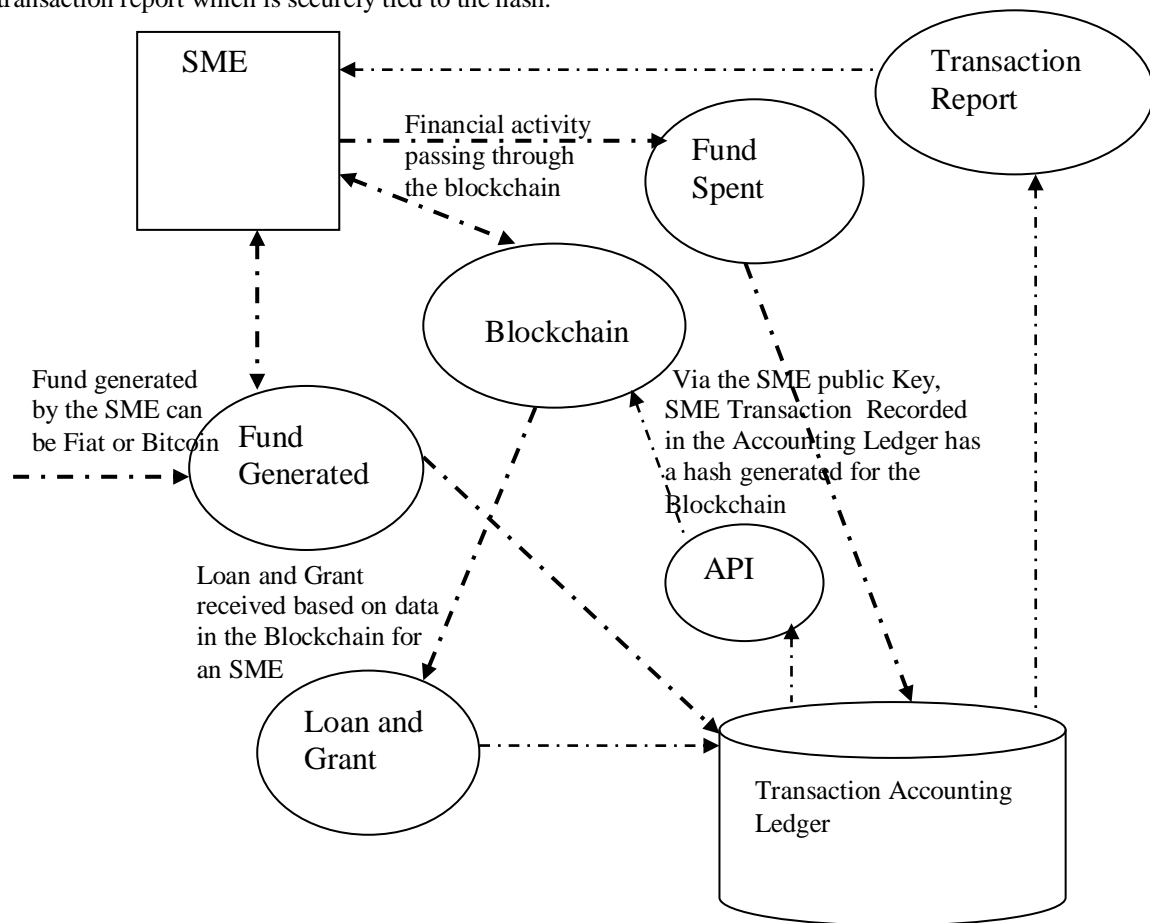 transaction report which is securely tied to the hash.
SME
Transaction
Report
Financial activity
passing through
the blockchain
Fund
Spent
Blockchain
Fund generated
by the SME can
be Fiat or Bitcoin
Fund
Generated
Via the SME public Key,
SME Transaction Recorded
in the Accounting Ledger has
a hash generated for the
Blockchain
API
Loan and Grant
received based on data
in the Blockchain for
an SME
Loan and
Grant
Transaction Accounting
Ledger